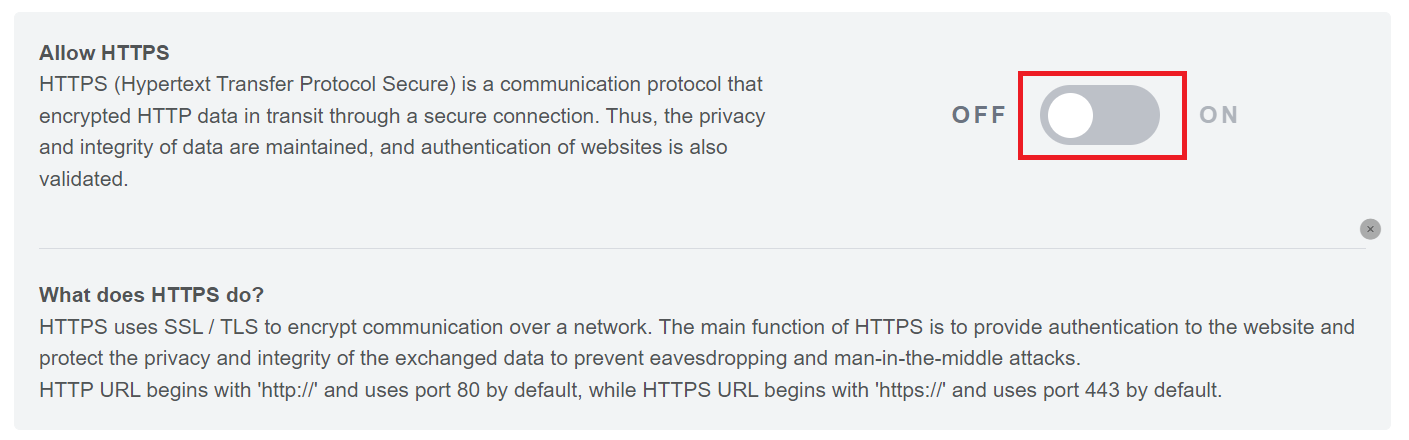 Allow HTTPS
HTTPS (Hypertext Transfer Protocol Secure) is a communication protocol that
encrypted HTTP data in transit through a secure connection. Thus, the privacy
and integrity of data are maintained, and authentication of websites is also
validated.
OFF ON
What does HTTPS do?
HTTPS uses SSL / TLS to encrypt communication over a network. The main function of HTTPS is to provide authentication to the website and
protect the privacy and integrity of the exchanged data to prevent eavesdropping and man-in-the-middle attacks.
HTTP URL begins with 'http://' and uses port 80 by default, while HTTPS URL begins with 'https://' and uses port 443 by default.